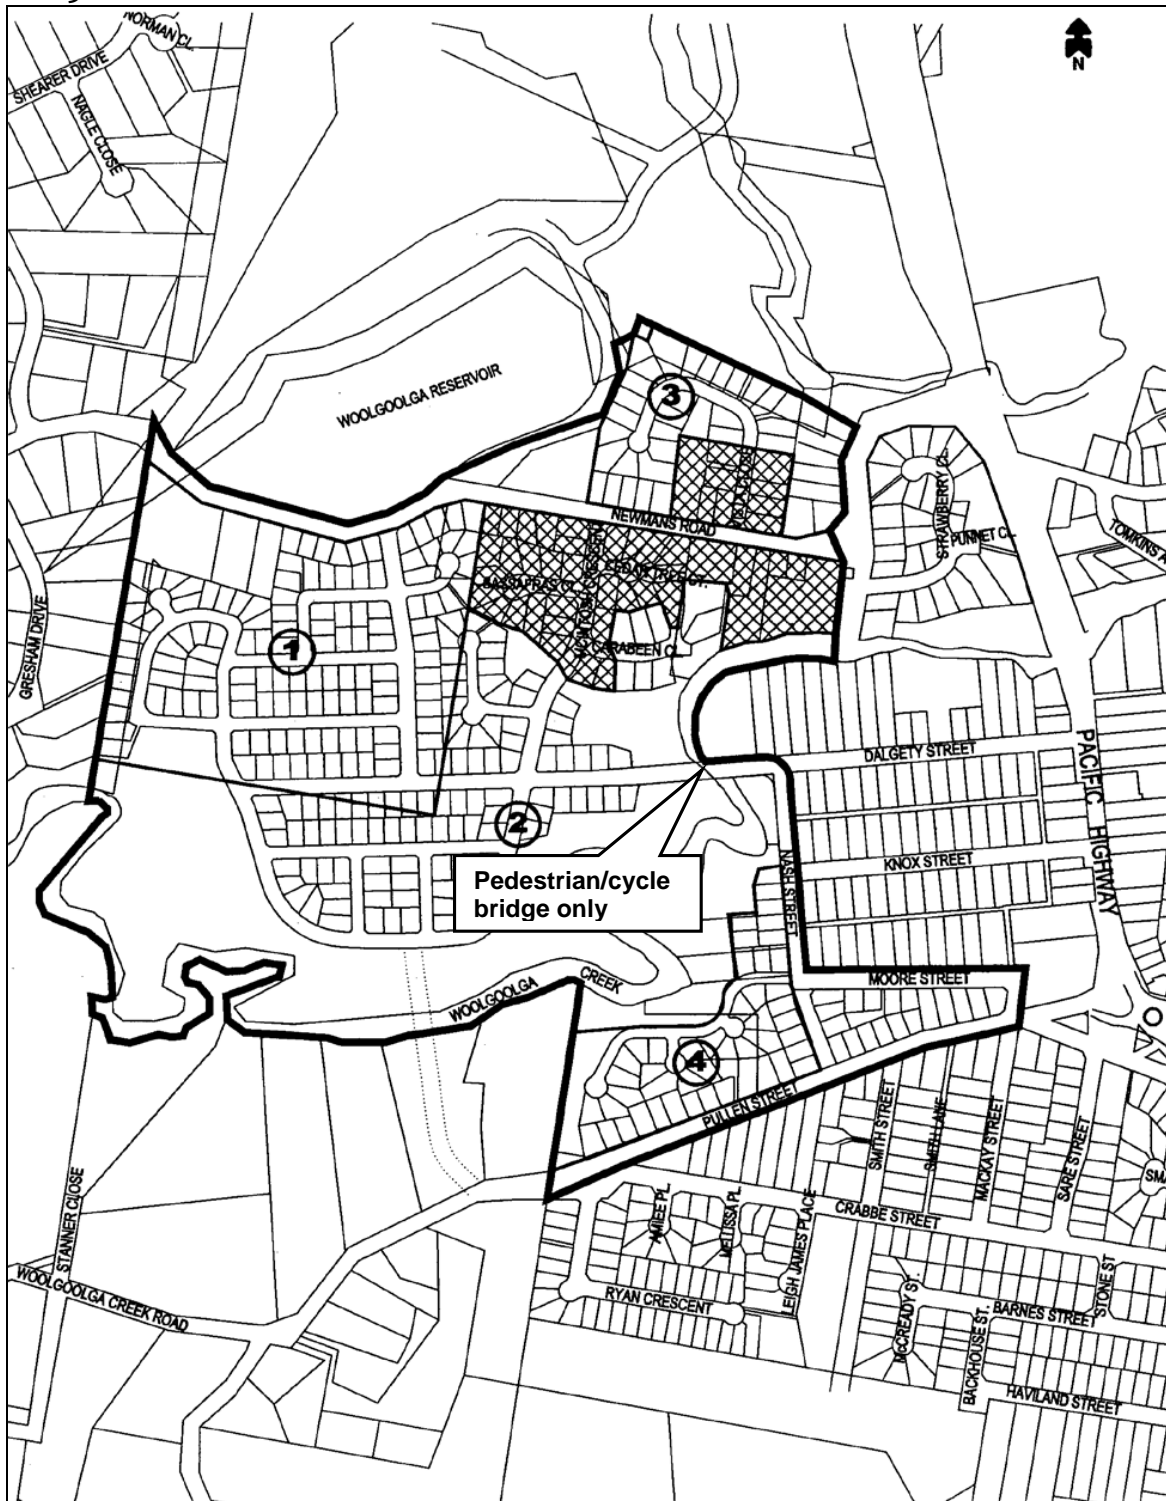 NORMAN CL.
SHEARER DRIVE
NAGLE CLOSE
N
WOOLGOOLGA RESERVOIR
3
STRAWBERRY CL.
PUNNET CL.
TOMKINS
NEWMANS ROAD
SASSAFRAS CL.
CEDAR TREE CT.
CARABEEN CL.
1
GRESHAM DRIVE
DALGETY STREET
PACIFIC HIGHWAY
2
KNOX STREET
NASH STREET
Pedestrian/cycle
bridge only
MOORE STREET
WOOLGOOLGA CREEK
4
PULLEN STREET
SMITH STREET
SMITH LANE
MACKAY STREET
SARE STREET
SMA
STANNER CLOSE
AMIEE PL.
MELISSA PL.
LEIGH JAMES PLACE
CRABBE STREET
WOOLGOOLGA CREEK ROAD
RYAN CRESCENT
McCREADY ST.
BACKHOUSE ST.
BARNES STREET
STONE ST
HAVILAND STREET